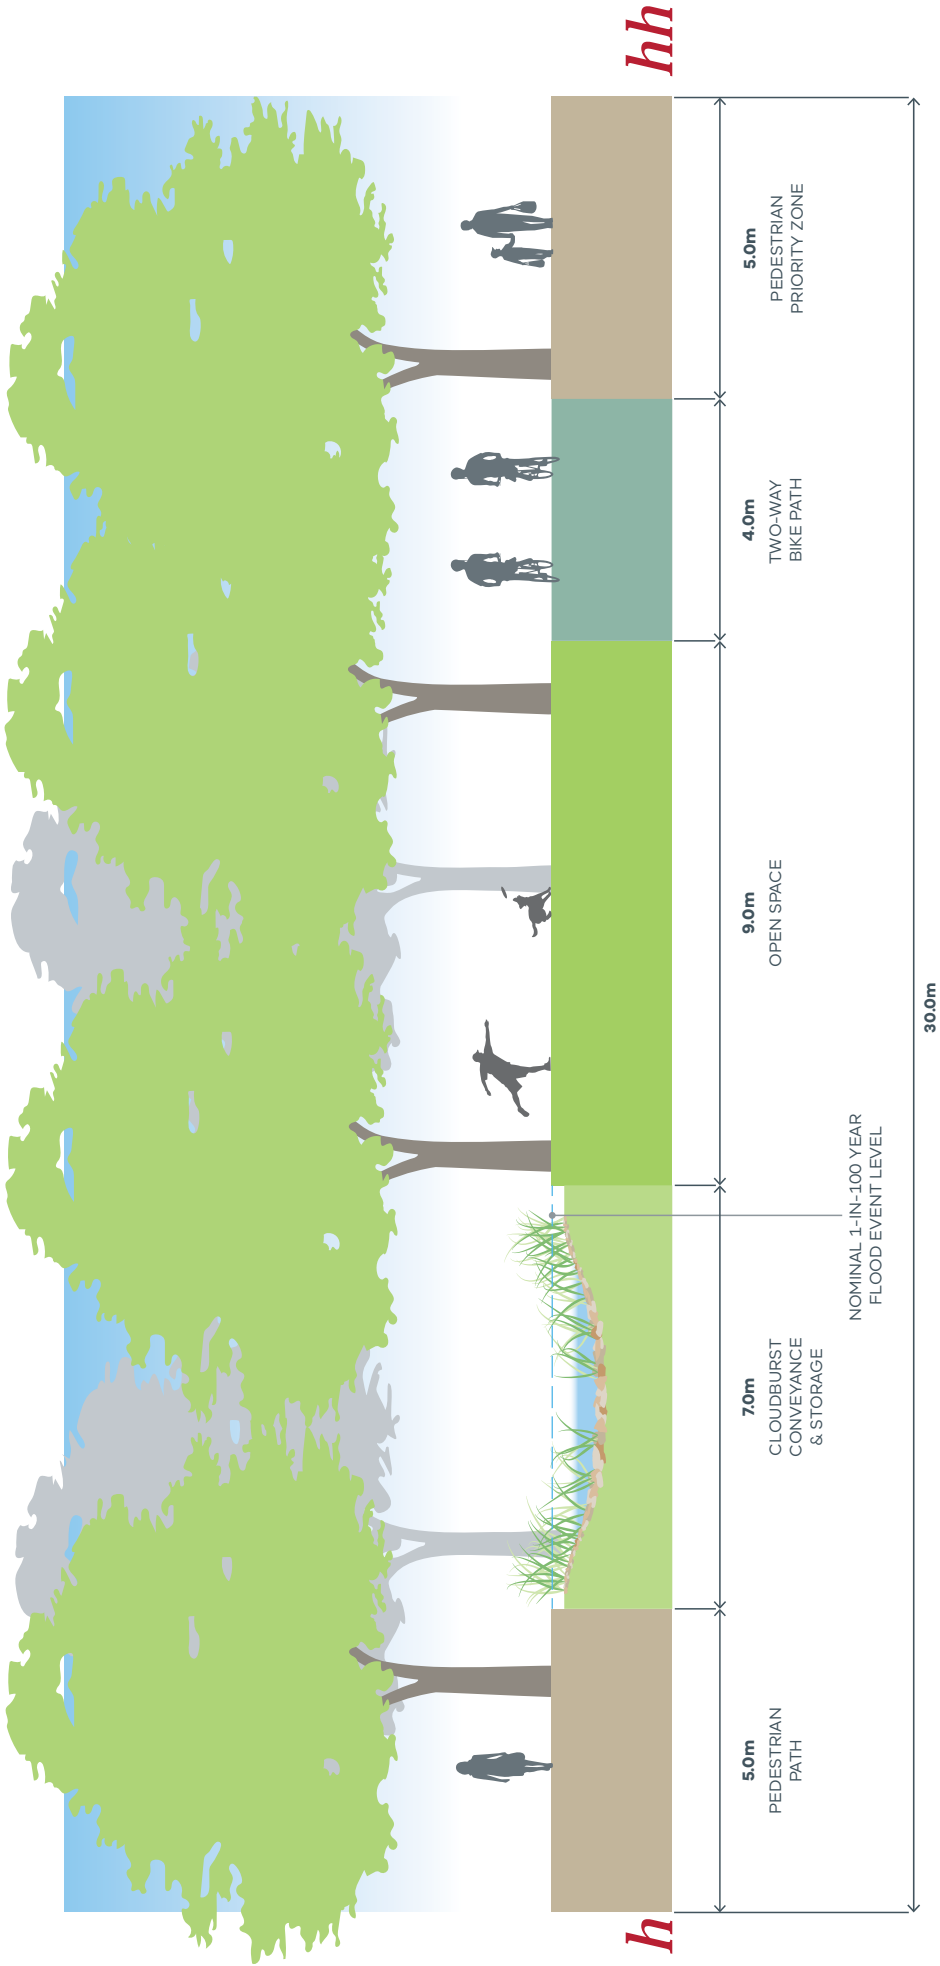 h
hh
5.0m
PEDESTRIAN
PATH
7.0m
CLOUDBURST
CONVEYANCE
& STORAGE
9.0m
OPEN SPACE
4.0m
TWO-WAY
BIKE PATH
5.0m
PEDESTRIAN
PRIORITY ZONE
NOMINAL 1-IN-100 YEAR
FLOOD EVENT LEVEL
30.0m